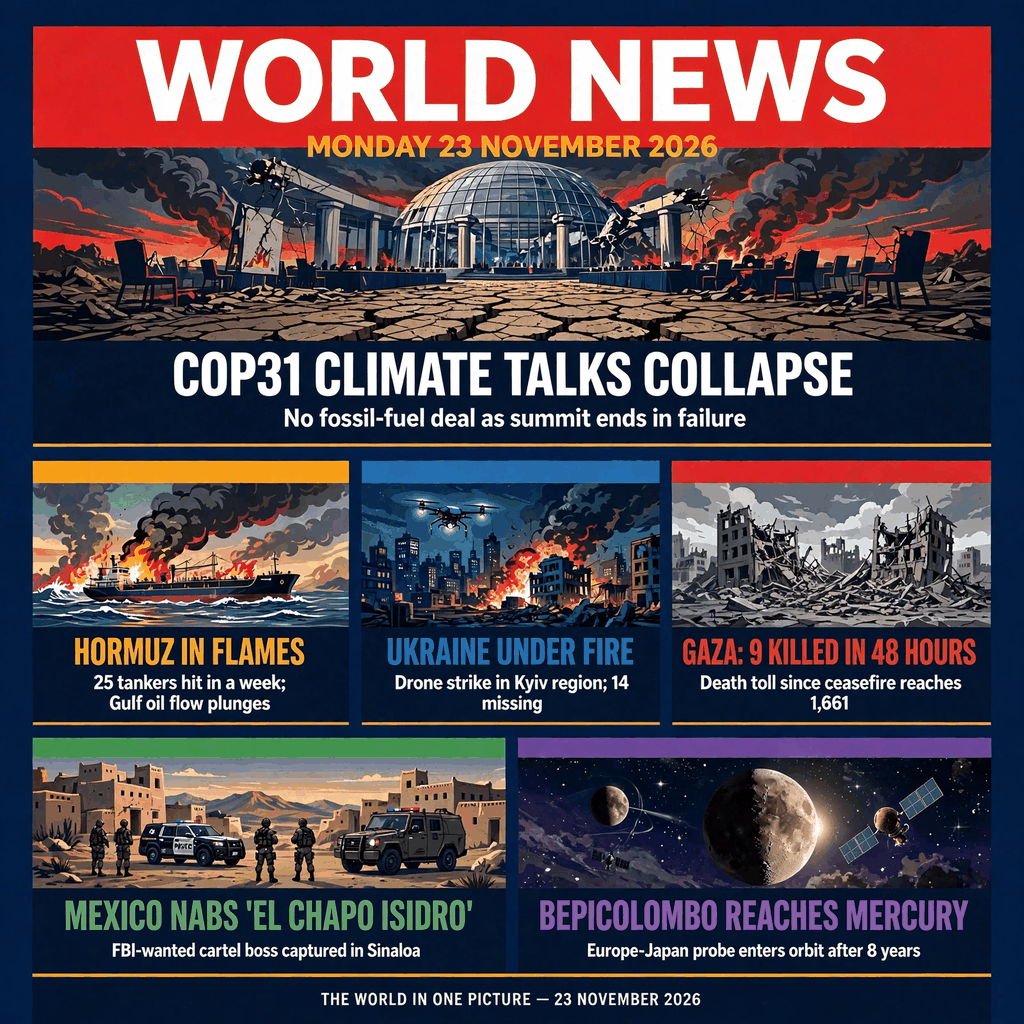 WORLD NEWS
MONDAY 23 NOVEMBER 2026
COP31 CLIMATE TALKS COLLAPSE
No fossil-fuel deal as summit ends in failure
HORMUZ IN FLAMES
25 tankers hit in a week;
Gulf oil flow plunges
UKRAINE UNDER FIRE
Drone strike in Kyiv region; 14
missing
GAZA: 9 KILLED IN 48 HOURS
Death toll since ceasefire reaches
1,661
MEXICO NABS 'EL CHAPO ISIDRO'
FBI-wanted cartel boss captured in Sinaloa
BEPICOLOMBO REACHES MERCURY
Europe-Japan probe enters orbit after 8 years
THE WORLD IN ONE PICTURE — 23 NOVEMBER 2026